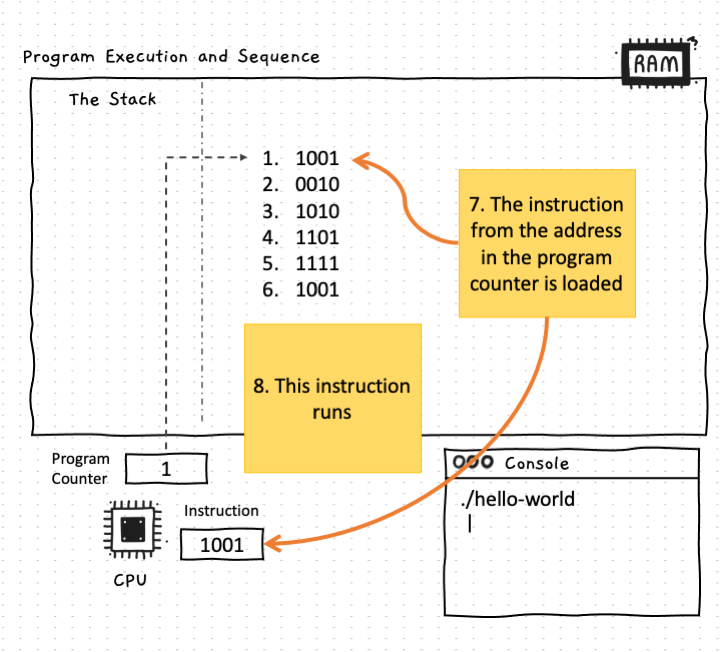 Program Execution and Sequence
RAM
The Stack
1. 1001
2. 0010
3. 1010
4. 1101
5. 1111
6. 1001
7. The instruction
from the address
in the program
counter is loaded
8. This instruction
runs
Program
Counter
1
Instruction
1001
CPU
Console
./hello-world
|